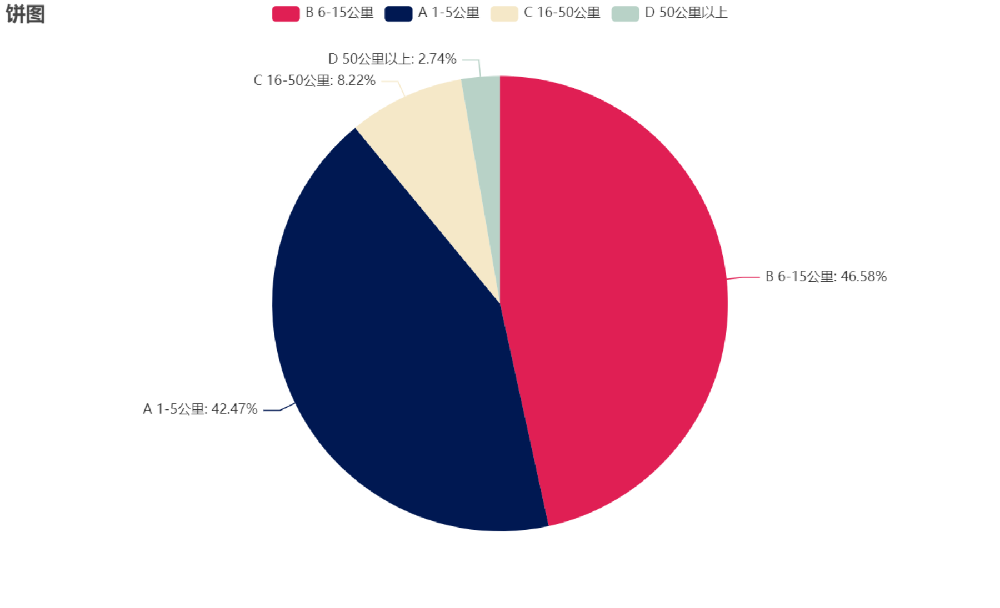 饼图
B 6-15公里
A 1-5公里
C 16-50公里
D 50公里以上
D 50公里以上: 2.74%
C 16-50公里: 8.22%
B 6-15公里: 46.58%
A 1-5公里: 42.47%